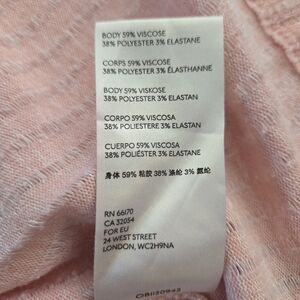 BODY 59% VISCOSE
38% POLYESTER 3% ELASTANE
CORPS 59% VISCOSE
38% POLYESTER 3% ÉLASTHANNE
BODY 59% VISKOSE
38% POLYESTER 3% ELASTAN
CORPO 59% VISCOSA
38% POLIESTERE 3% ELASTAN
CUERPO 59% VISCOSA
38% POLIÉSTER 3% ELASTANE
身体 59% 粘胶 38% 涤纶 3% 氨纶
RN 66170
CA 32054
FOR EU
24 WEST STREET
LONDON, WC2H9NA